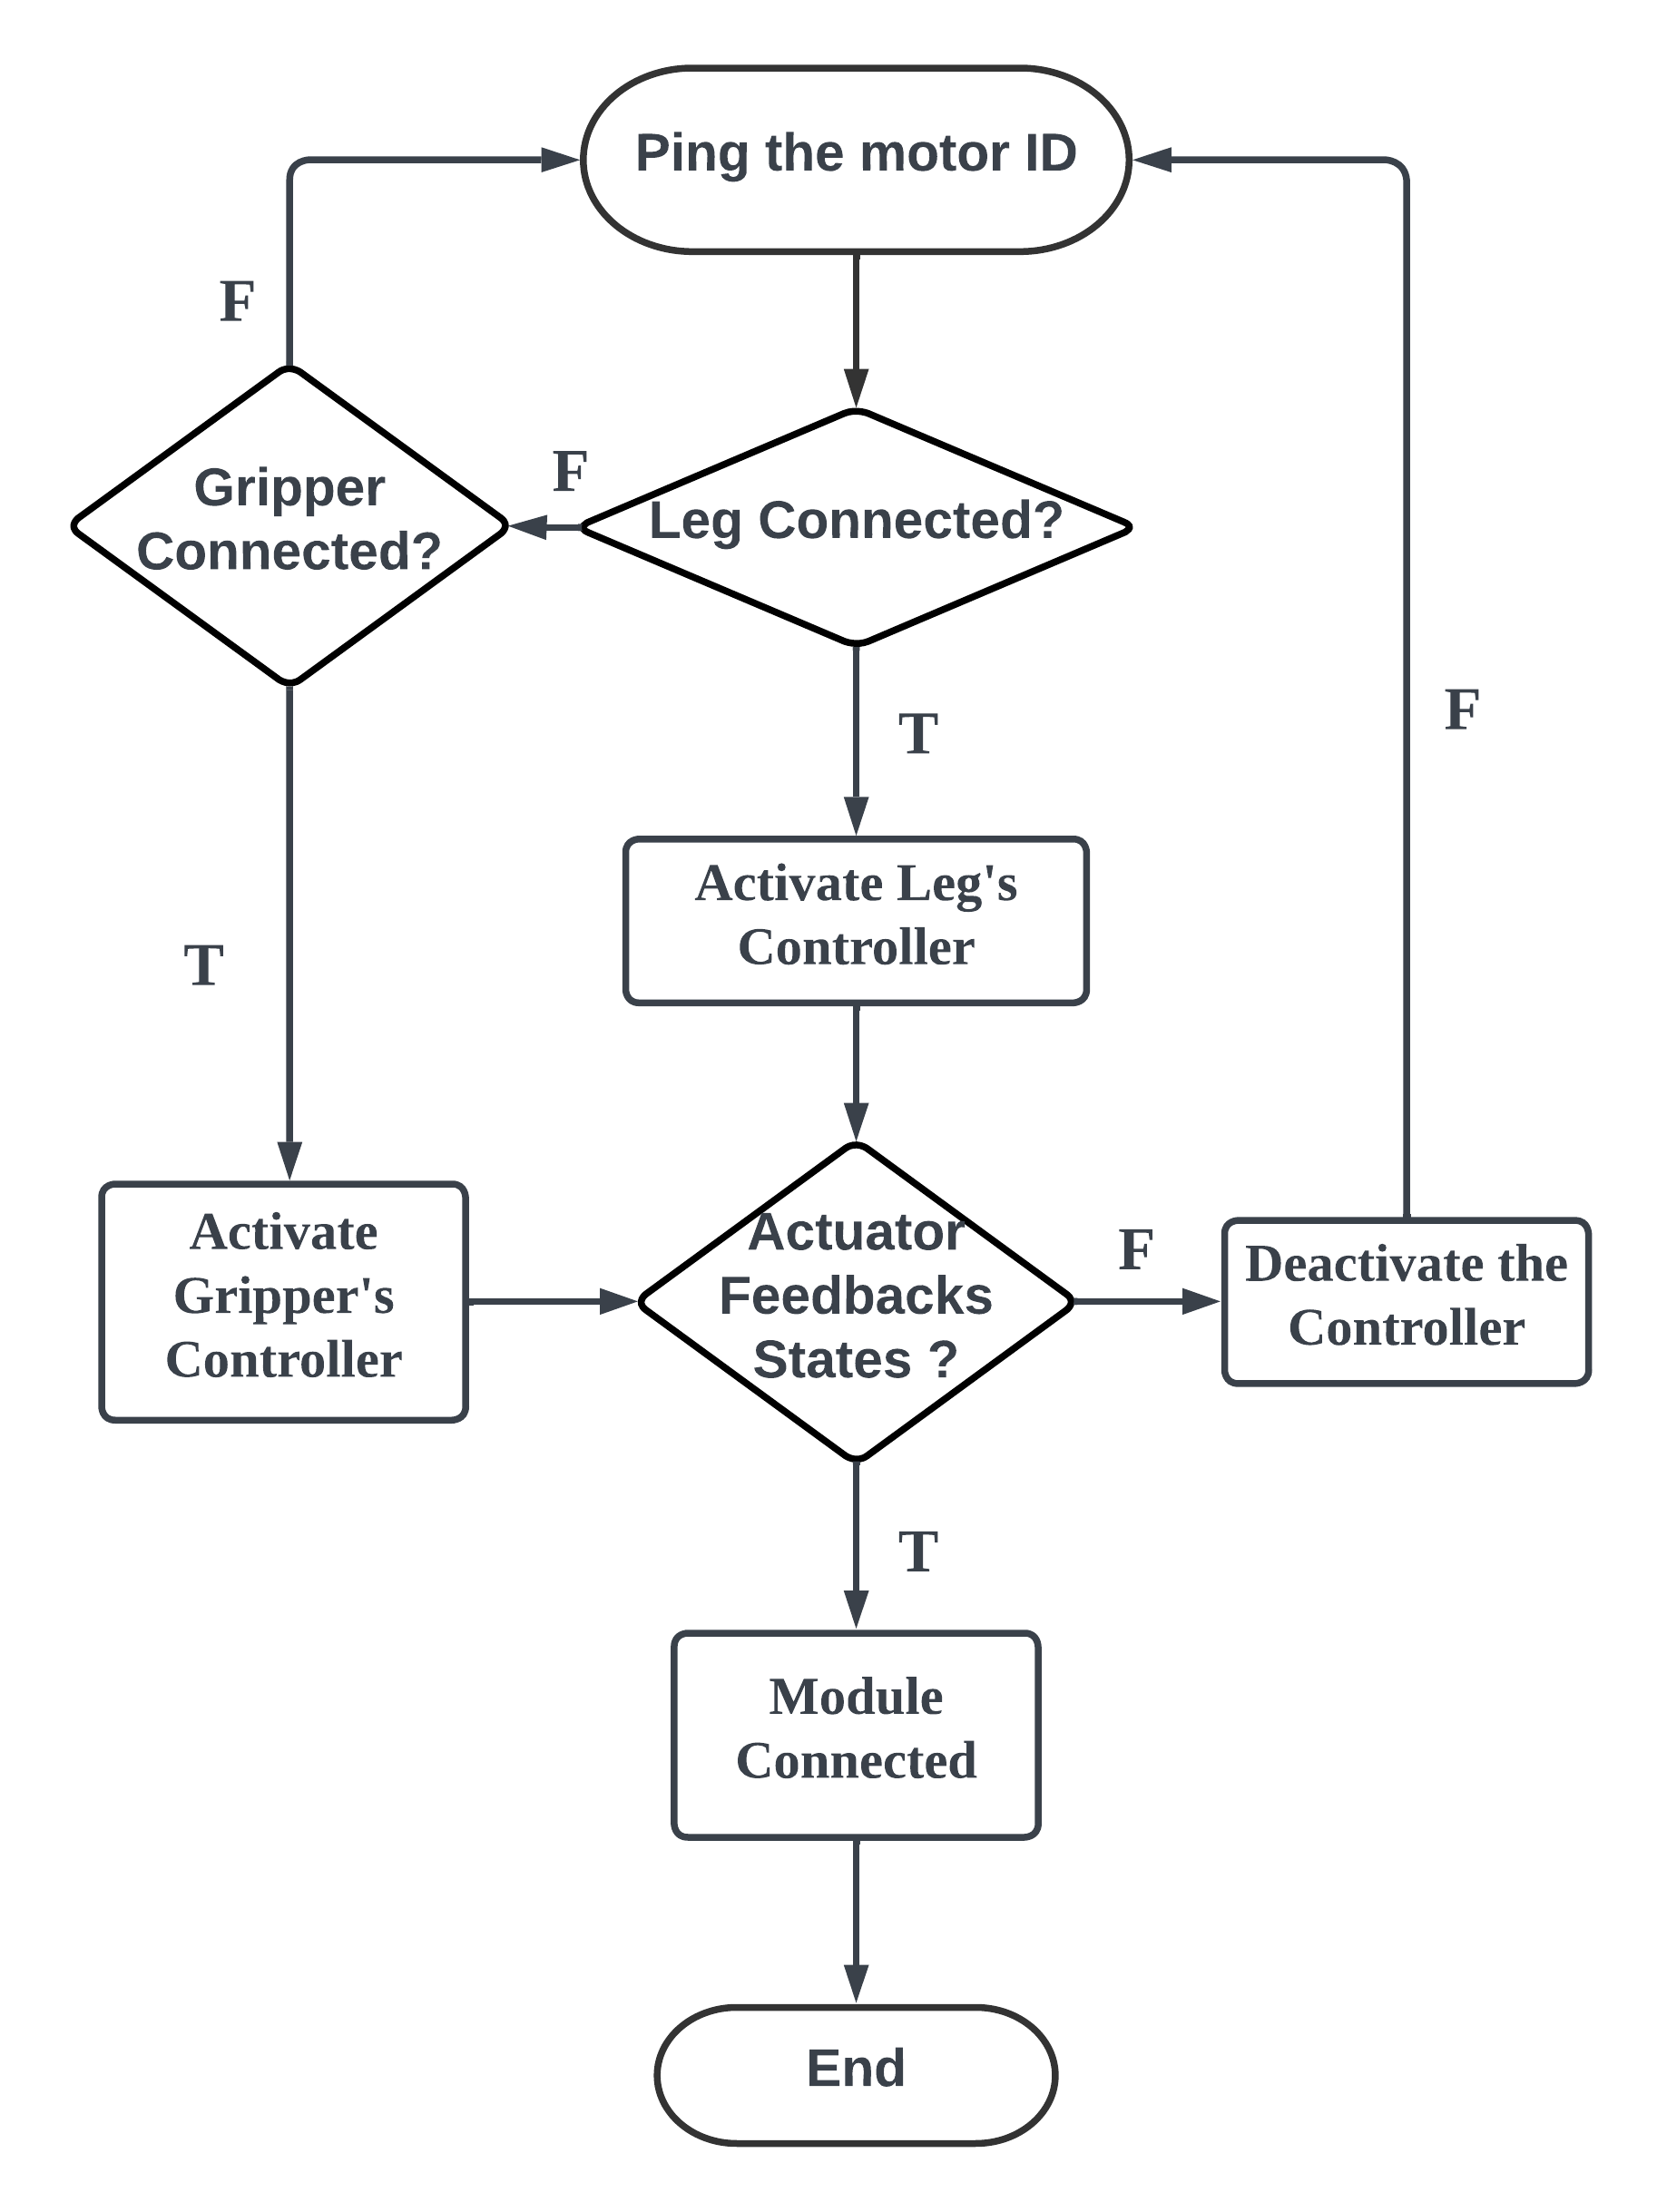 Ping the motor ID
F
Gripper
Connected?
F
Leg Connected?
T
F
Activate Leg's
Controller
T
Activate
Gripper's
Controller
Actuator
Feedbacks
States ?
F
Deactivate the
Controller
T
Module
Connected
End